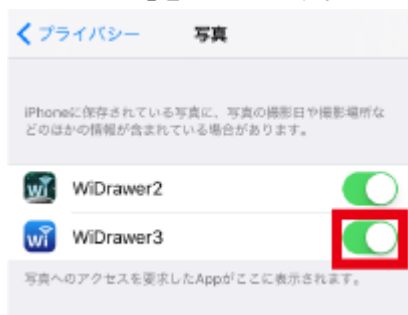 プライバシー 写真
iPhoneに保存されている写真に、写真の撮影日や撮影場所な
どのほかの情報が含まれている場合があります。
wi WiDrawer2
wi WiDrawer3
写真へのアクセスを要求したAppがここに表示されます。